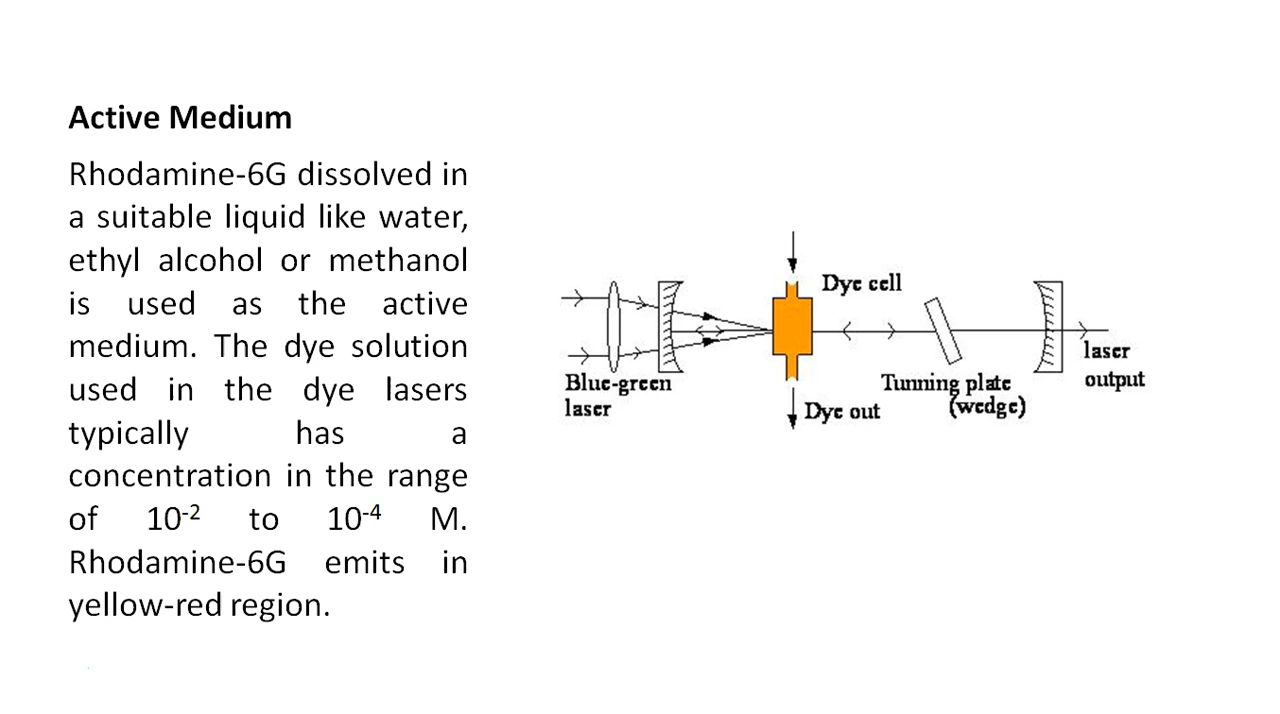 Active Medium
Rhodamine-6G dissolved in
a suitable liquid like water,
ethyl alcohol or methanol
is used as the active
medium. The dye solution
used in the dye lasers
typically has a
concentration in the range
of 10⁻² to 10⁻⁴ M.
Rhodamine-6G emits in
yellow-red region.
Dye cell
Blue-green
laser
Dye out
Tunning plate
(wedge)
laser
output